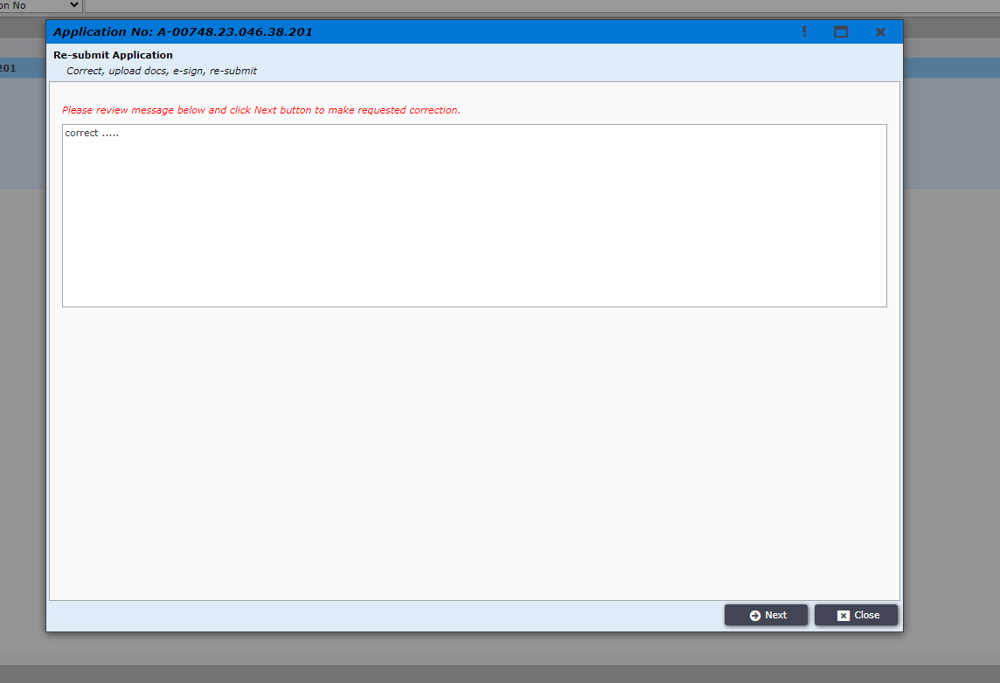 on No
Application No: A-00748.23.046.38.201
Re-submit Application
201
Correct, upload docs, e-sign, re-submit
Please review message below and click Next button to make requested correction.
correct .....
Next
Close